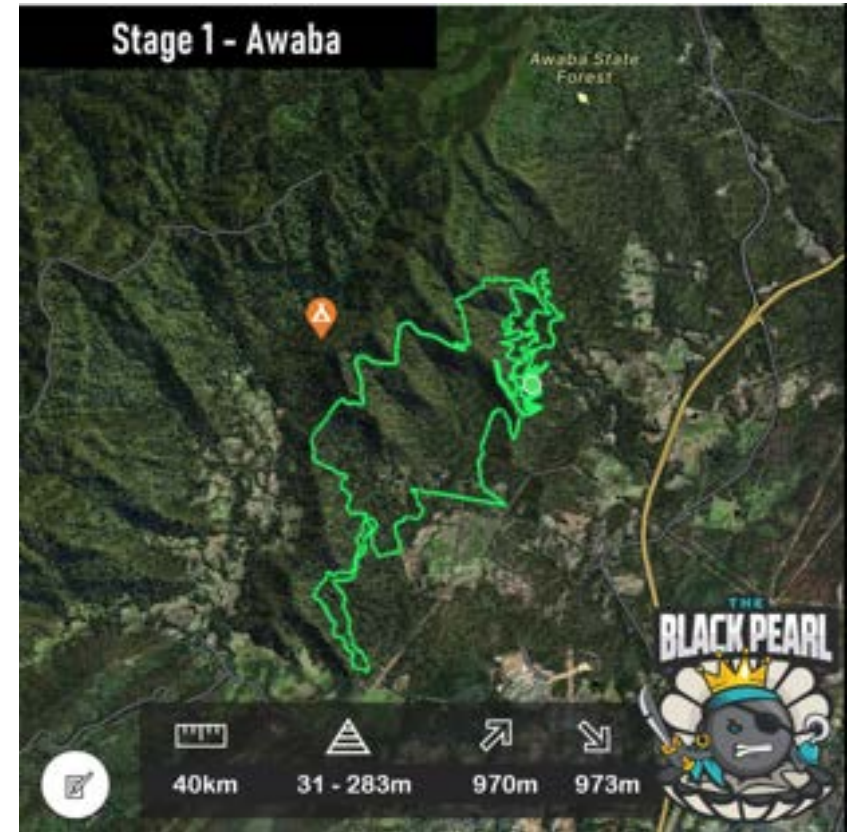 Stage 1 - Awaba
Awaba State
Forest
THE
BLACK PEARL
40km
31 - 283m
970m
973m